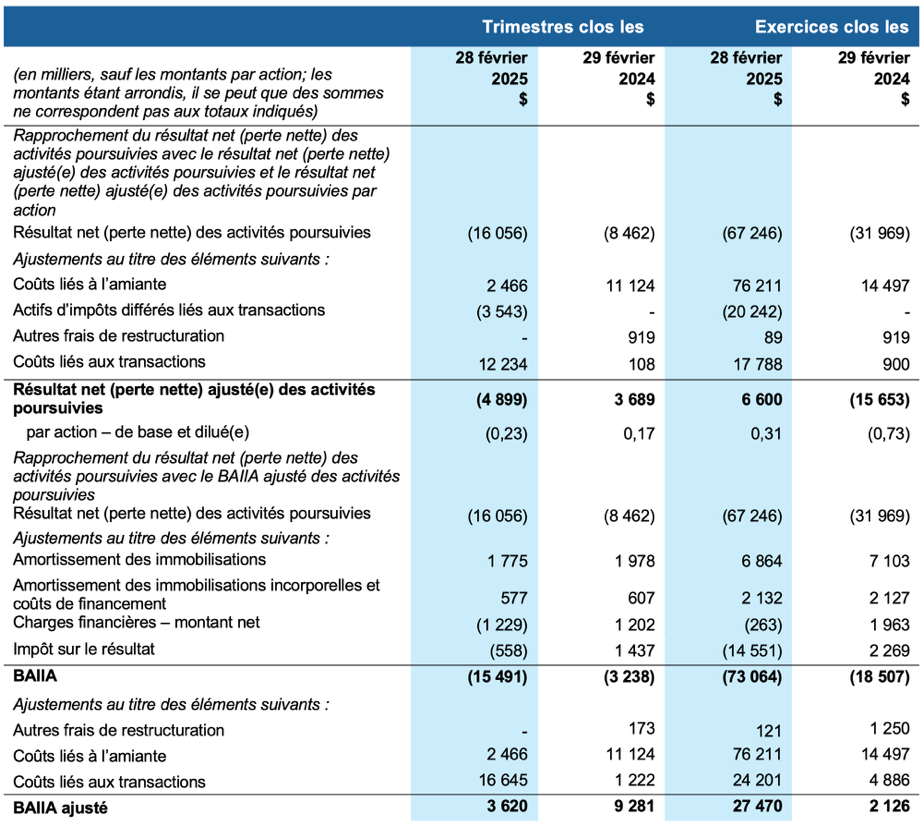 Trimestres clos les Exercices clos les
28 février 29 février 28 février 29 février
(en milliers, sauf les montants par action; les 2025 2024 2025 2024
montants étant arrondis, il se peut que des sommes $ $ $ $
ne correspondent pas aux totaux indiqués)
Rapprochement du résultat net (perte nette) des
activités poursuivies avec le résultat net (perte nette)
ajusté(e) des activités poursuivies et le résultat net
(perte nette) ajusté(e) des activités poursuivies par
action
Résultat net (perte nette) des activités poursuivies (16 056) (8 462) (67 246) (31 969)
Ajustements au titre des éléments suivants :
Coûts liés à l’amiante 2 466 11 124 76 211 14 497
Actifs d’impôts différés liés aux transactions (3 543) - (20 242) -
Autres frais de restructuration - 919 89 919
Coûts liés aux transactions 12 234 108 17 788 900
Résultat net (perte nette) ajusté(e) des activités
poursuivies (4 899) 3 689 6 600 (15 653)
par action – de base et dilué(e) (0,23) 0,17 0,31 (0,73)
Rapprochement du résultat net (perte nette) des
activités poursuivies avec le BAIIA ajusté des activités
poursuivies
Résultat net (perte nette) des activités poursuivies (16 056) (8 462) (67 246) (31 969)
Ajustements au titre des éléments suivants :
Amortissement des immobilisations 1 775 1 978 6 864 7 103
Amortissement des immobilisations incorporelles et
coûts de financement 577 607 2 132 2 127
Charges financières – montant net (1 229) 1 202 (263) 1 963
Impôt sur le résultat (558) 1 437 (14 551) 2 269
BAIIA (15 491) (3 238) (73 064) (18 507)
Ajustements au titre des éléments suivants :
Autres frais de restructuration - 173 121 1 250
Coûts liés à l’amiante 2 466 11 124 76 211 14 497
Coûts liés aux transactions 16 645 1 222 24 201 4 886
BAIIA ajusté 3 620 9 281 27 470 2 126